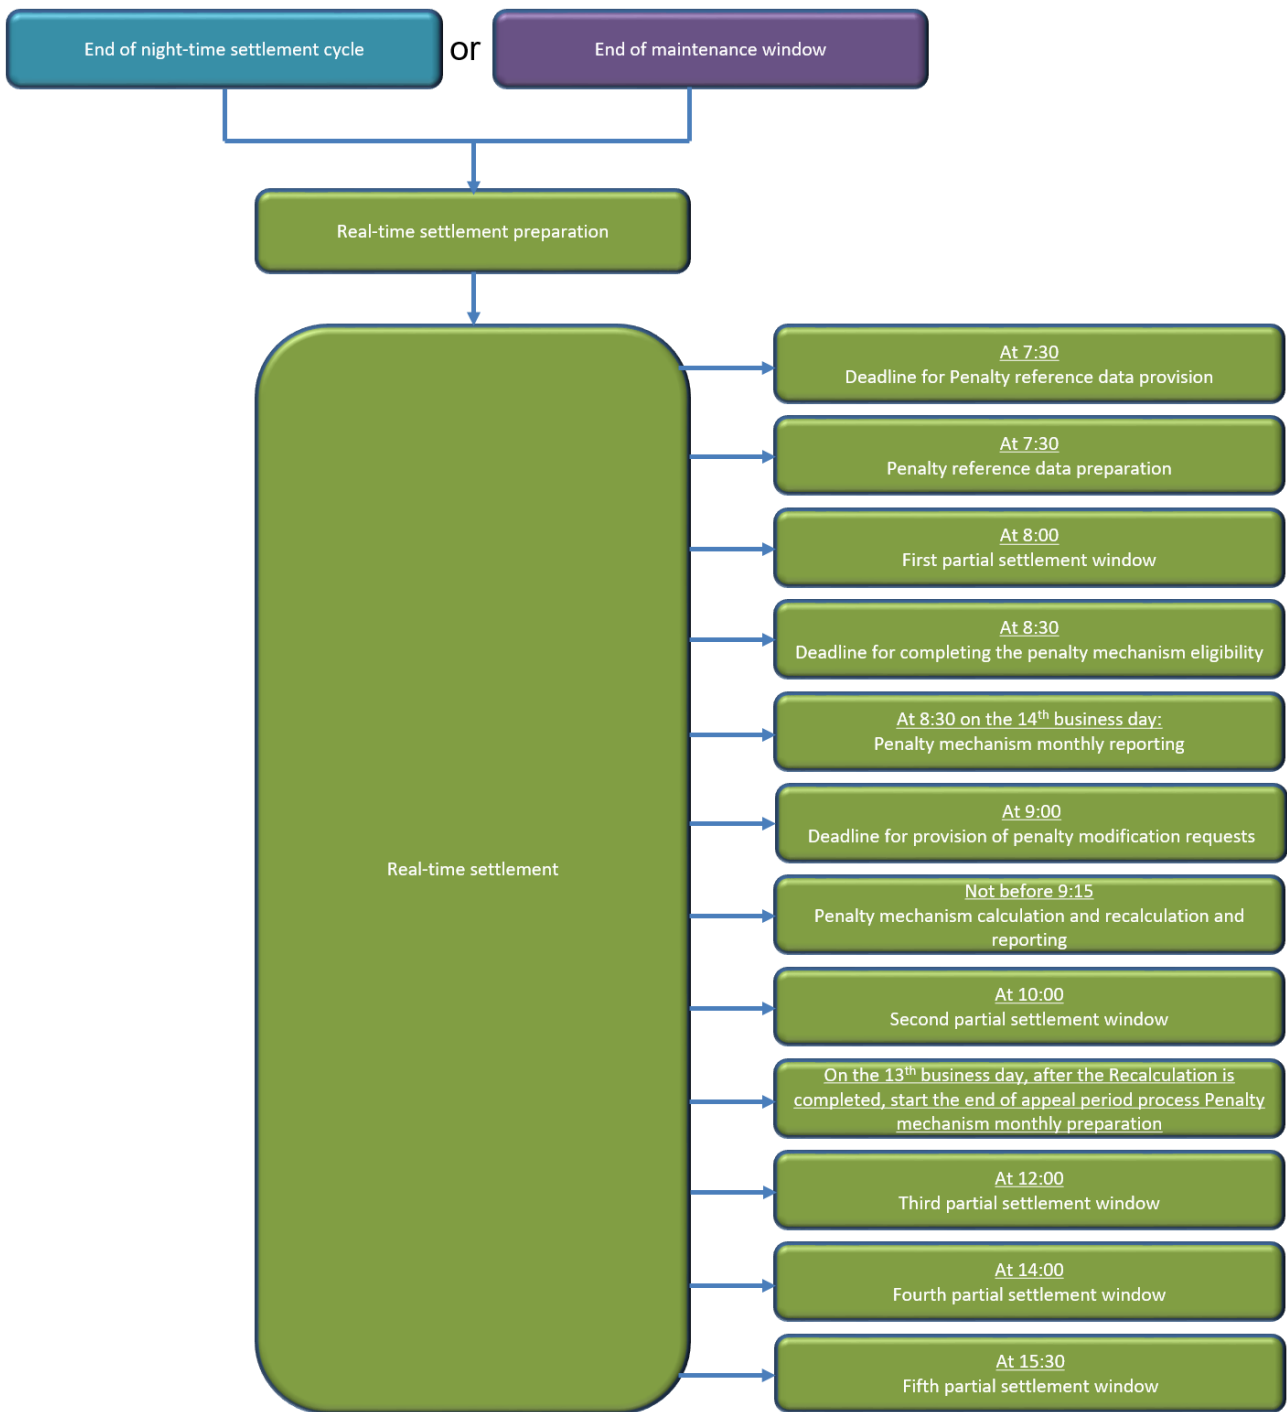 End of night-time settlement cycle
or
End of maintenance window
Real-time settlement preparation
Real-time settlement
At 7:30
Deadline for Penalty reference data provision
At 7:30
Penalty reference data preparation
At 8:00
First partial settlement window
At 8:30
Deadline for completing the penalty mechanism eligibility
At 8:30 on the 14th business day:
Penalty mechanism monthly reporting
At 9:00
Deadline for provision of penalty modification requests
Not before 9:15
Penalty mechanism calculation and recalculation and
reporting
At 10:00
Second partial settlement window
On the 13th business day, after the Recalculation is
completed, start the end of appeal period process Penalty
mechanism monthly preparation
At 12:00
Third partial settlement window
At 14:00
Fourth partial settlement window
At 15:30
Fifth partial settlement window